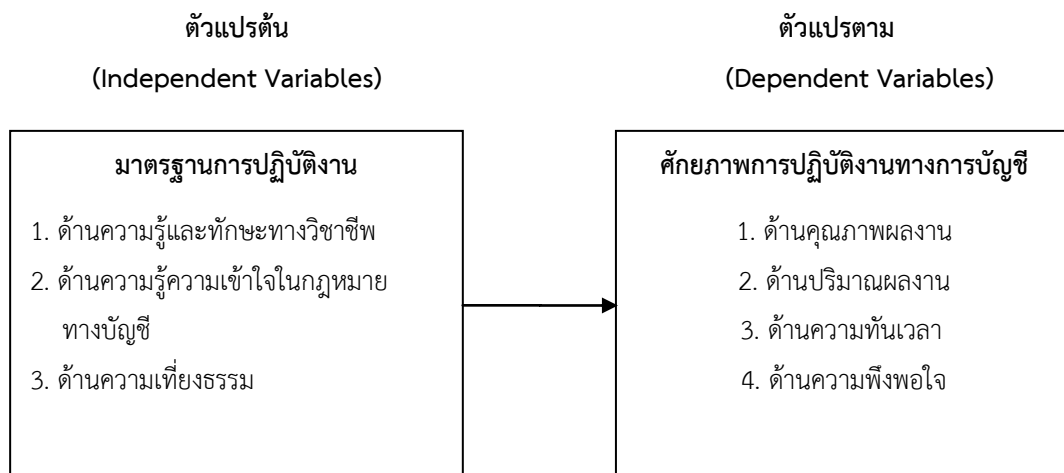 ตัวแปรต้น
(Independent Variables)
มาตรฐานการปฏิบัติงาน
1. ด้านความรู้และทักษะทางวิชาชีพ
2. ด้านความรู้ความเข้าใจในกฎหมาย
ทางบัญชี
3. ด้านความเที่ยงธรรม
ตัวแปรตาม
(Dependent Variables)
ศักยภาพการปฏิบัติงานทางการบัญชี
1. ด้านคุณภาพผลงาน
2. ด้านปริมาณผลงาน
3. ด้านความทันเวลา
4. ด้านความพึงพอใจ